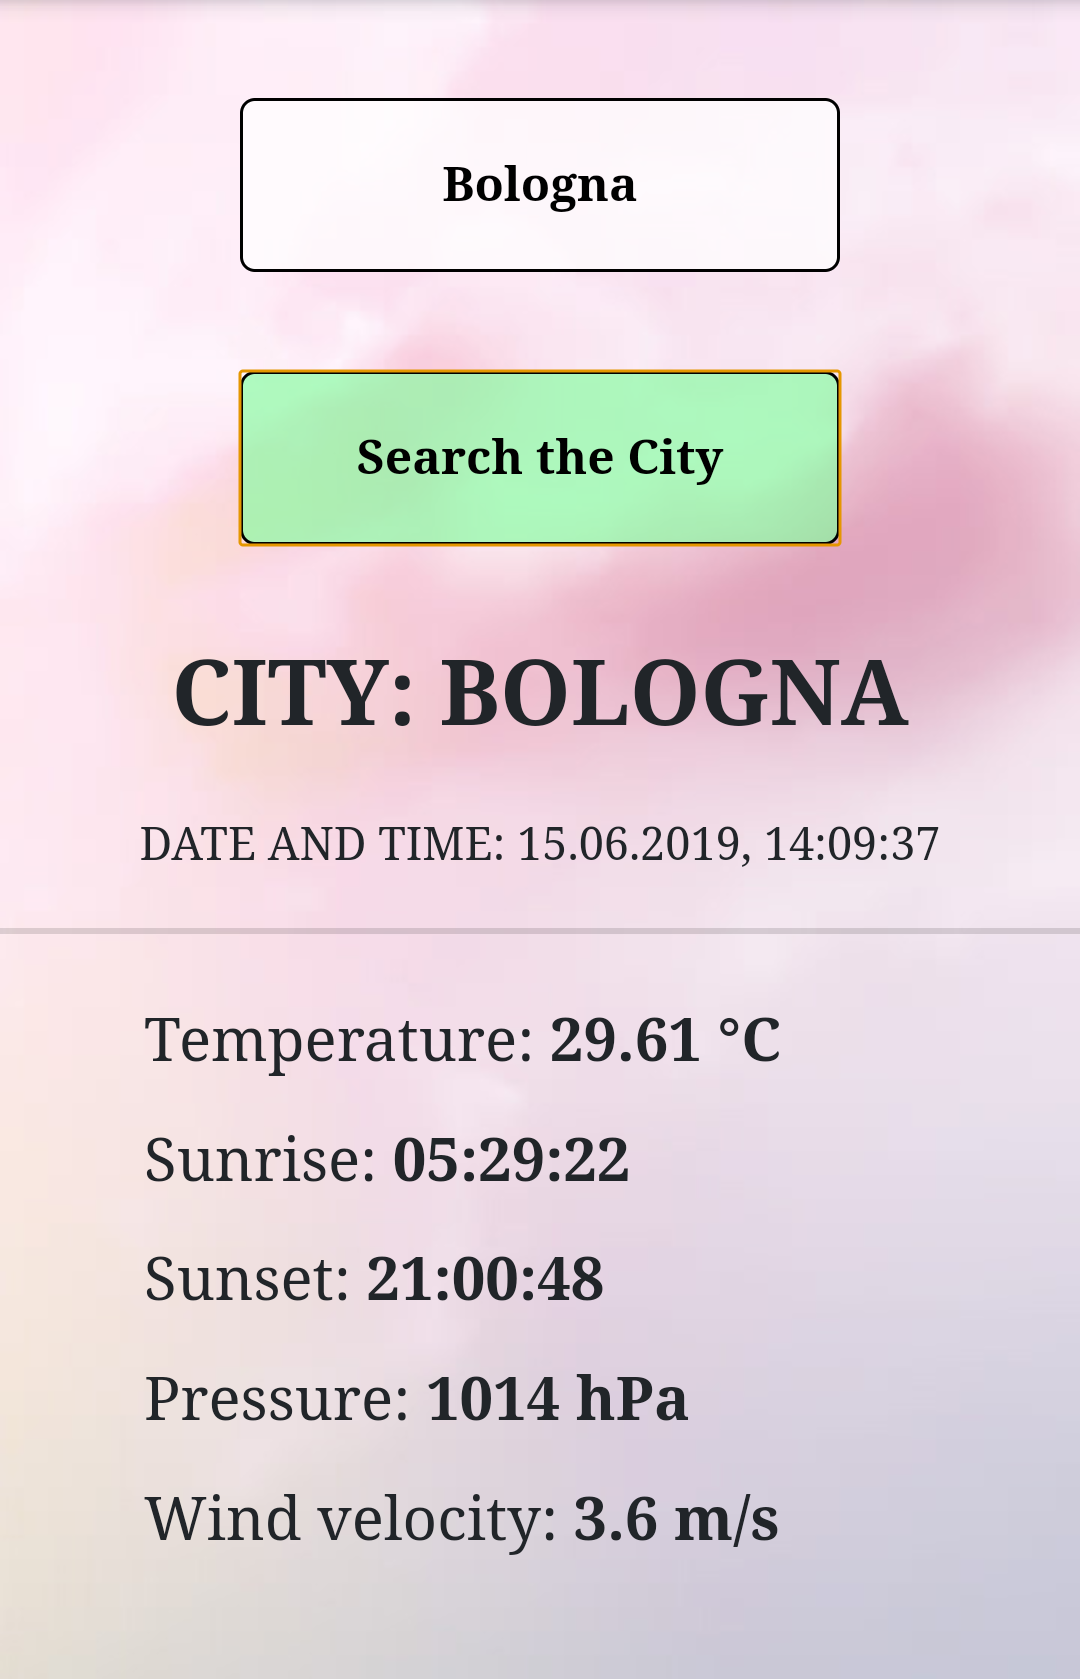 Bologna
Search the City
CITY: BOLOGNA
DATE AND TIME: 15.06.2019, 14:09:37
Temperature: 29.61 °C
Sunrise: 05:29:22
Sunset: 21:00:48
Pressure: 1014 hPa
Wind velocity: 3.6 m/s